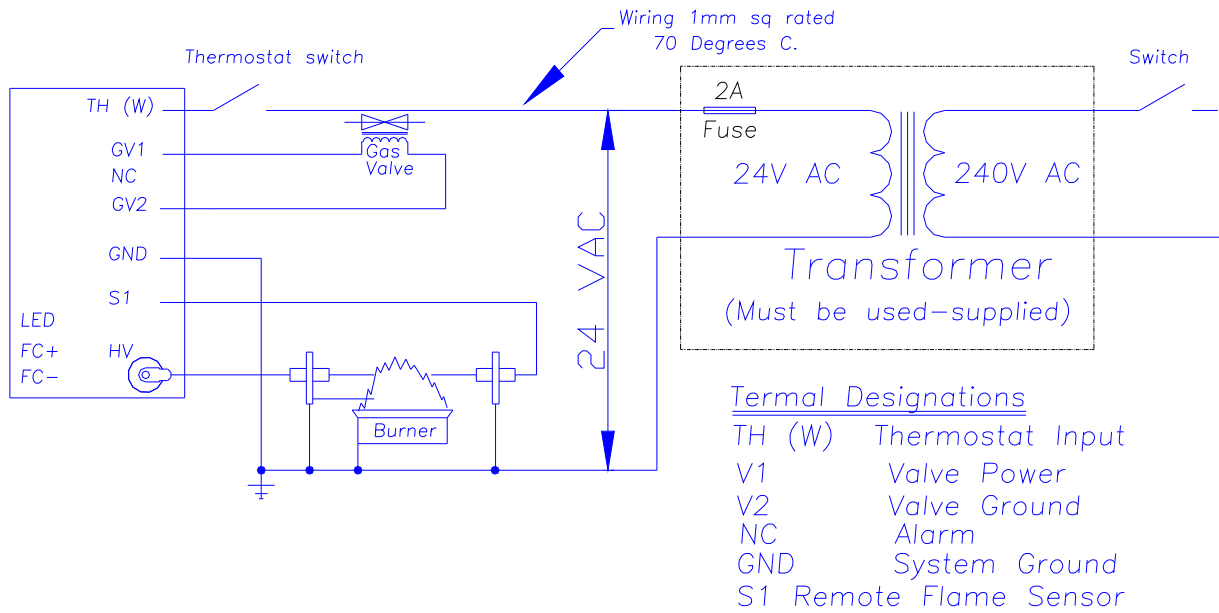 Wiring 1mm sq rated
70 Degrees C.
Thermostat switch
Switch
TH (W)
2A
Fuse
GV1
Gas
Valve
NC
GV2
24V AC
240V AC
GND
24 VAC
Transformer
(Must be used-supplied)
S1
LED
FC+
HV
FC-
Burner
Termal Designations
TH (W) Thermostat Input
V1 Valve Power
V2 Valve Ground
NC Alarm
GND System Ground
S1 Remote Flame Sensor